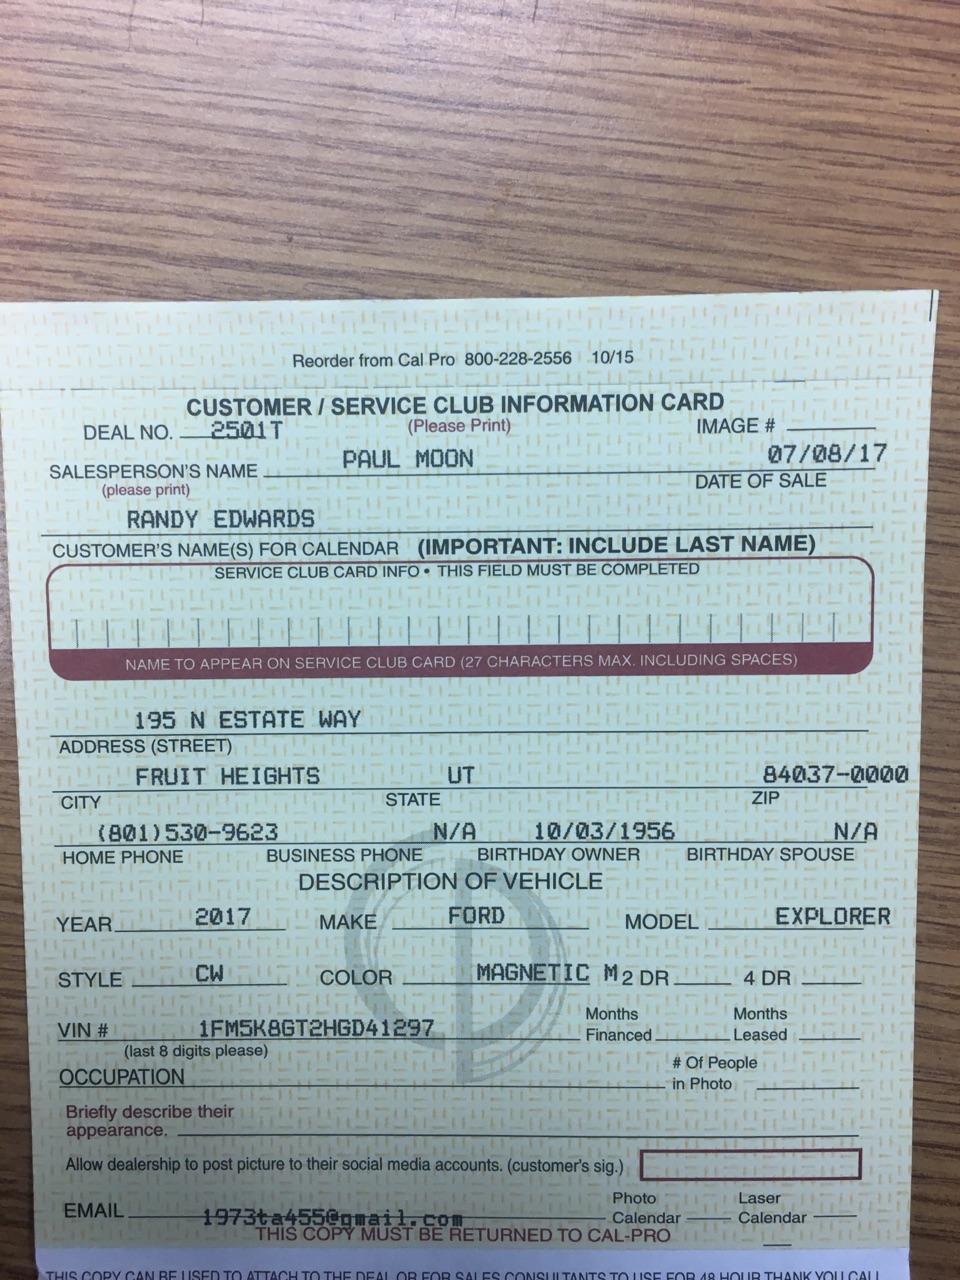 Reorder from Cal Pro 800-228-2556 10/15
CUSTOMER / SERVICE CLUB INFORMATION CARD
DEAL NO. 2501T (Please Print) IMAGE #
SALESPERSON'S NAME PAUL MOON 07/08/17
(please print) DATE OF SALE
RANDY EDWARDS
CUSTOMER'S NAME(S) FOR CALENDAR (IMPORTANT: INCLUDE LAST NAME)
SERVICE CLUB CARD INFO • THIS FIELD MUST BE COMPLETED
NAME TO APPEAR ON SERVICE CLUB CARD (27 CHARACTERS MAX. INCLUDING SPACES)
195 N ESTATE WAY
ADDRESS (STREET)
FRUIT HEIGHTS UT 84037-0000
CITY STATE ZIP
(801)530-9623 N/A 10/03/1956 N/A
HOME PHONE BUSINESS PHONE BIRTHDAY OWNER BIRTHDAY SPOUSE
DESCRIPTION OF VEHICLE
YEAR 2017 MAKE FORD MODEL EXPLORER
STYLE CW COLOR MAGNETIC M 2 DR 4 DR
VIN # 1FM5K8GT2HGD41297 Months Financed Months Leased
(last 8 digits please)
OCCUPATION # Of People in Photo
Briefly describe their
appearance.
Allow dealership to post picture to their social media accounts. (customer's sig.)
EMAIL 1973ta455@gmail.com Photo Calendar Laser Calendar
THIS COPY MUST BE RETURNED TO CAL-PRO
THIS COPY CAN BE USED TO ATTACH TO THE DEAL OR FOR SALES CONSULTANTS TO USE FOR 48 HOUR THANK YOU CALL